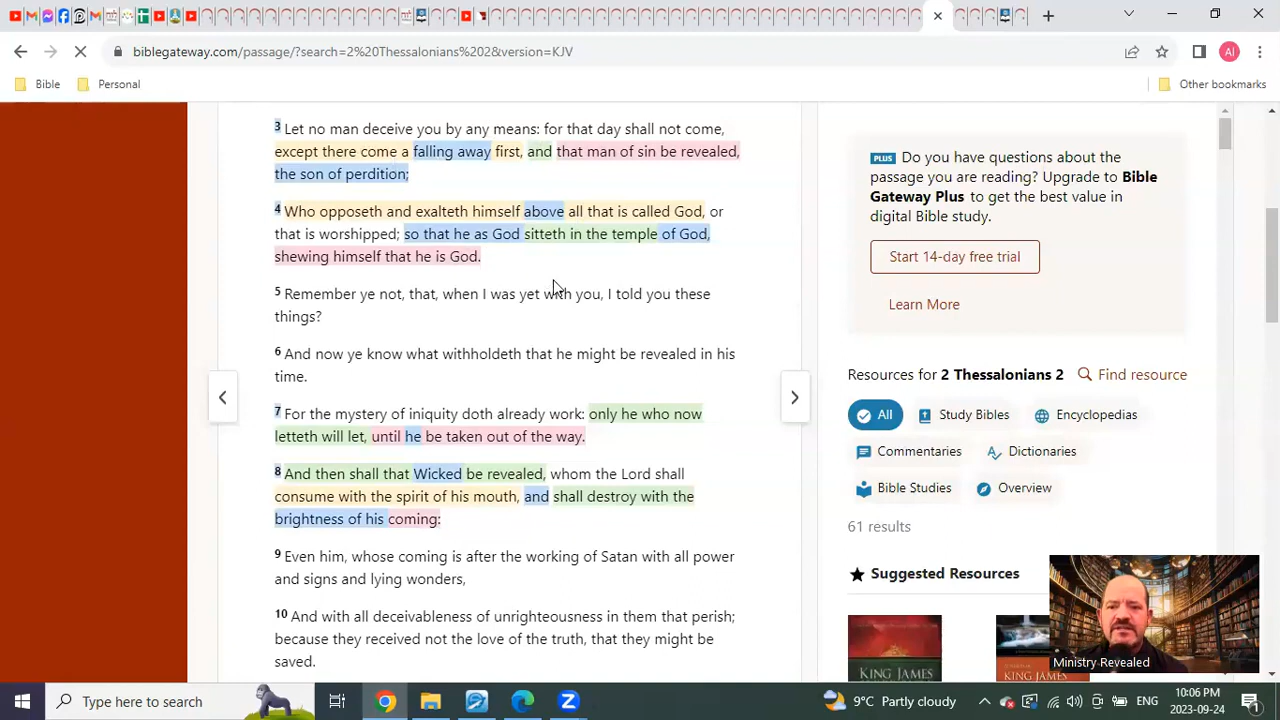 biblegateway.com/passage/?search=2%20Thessalonians%202&version=KJV
AI
Bible
Personal
Other bookmarks
3 Let no man deceive you by any means: for that day shall not come,
except there come a falling away first, and that man of sin be revealed,
the son of perdition;
4 Who opposeth and exalteth himself above all that is called God, or
that is worshipped; so that he as God sitteth in the temple of God,
shewing himself that he is God.
5 Remember ye not, that, when I was yet with you, I told you these
things?
6 And now ye know what withholdeth that he might be revealed in his
time.
7 For the mystery of iniquity doth already work: only he who now
letteth will let, until he be taken out of the way.
8 And then shall that Wicked be revealed, whom the Lord shall
consume with the spirit of his mouth, and shall destroy with the
brightness of his coming:
9 Even him, whose coming is after the working of Satan with all power
and signs and lying wonders,
10 And with all deceivableness of unrighteousness in them that perish;
because they received not the love of the truth, that they might be
saved.
PLUS Do you have questions about the
passage you are reading? Upgrade to Bible
Gateway Plus to get the best value in
digital Bible study.
Start 14-day free trial
Learn More
Resources for 2 Thessalonians 2
Find resource
All
Study Bibles
Encyclopedias
Commentaries
Dictionaries
Bible Studies
Overview
61 results
Suggested Resources
KING JAMES
KING JAMES
Ministry Revealed
Type here to search
9°C Partly cloudy
ENG
10:06 PM
2023-09-24
1